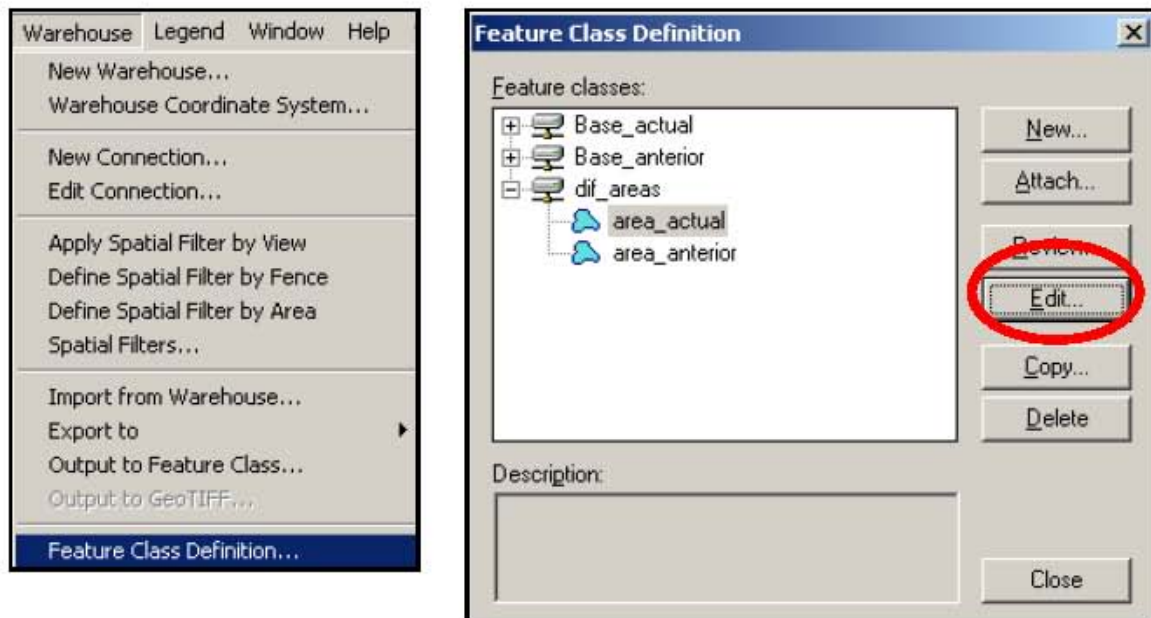 Warehouse Legend Window Help
New Warehouse...
Warehouse Coordinate System...
New Connection...
Edit Connection...
Apply Spatial Filter by View
Define Spatial Filter by Fence
Define Spatial Filter by Area
Spatial Filters...
Import from Warehouse...
Export to
Output to Feature Class...
Output to GeoTIFF...
Feature Class Definition...
Feature Class Definition
Feature classes:
Base_actual
Base_anterior
dif_areas
area_actual
area_anterior
New...
Attach...
Review...
Edit...
Copy...
Delete
Description:
Close